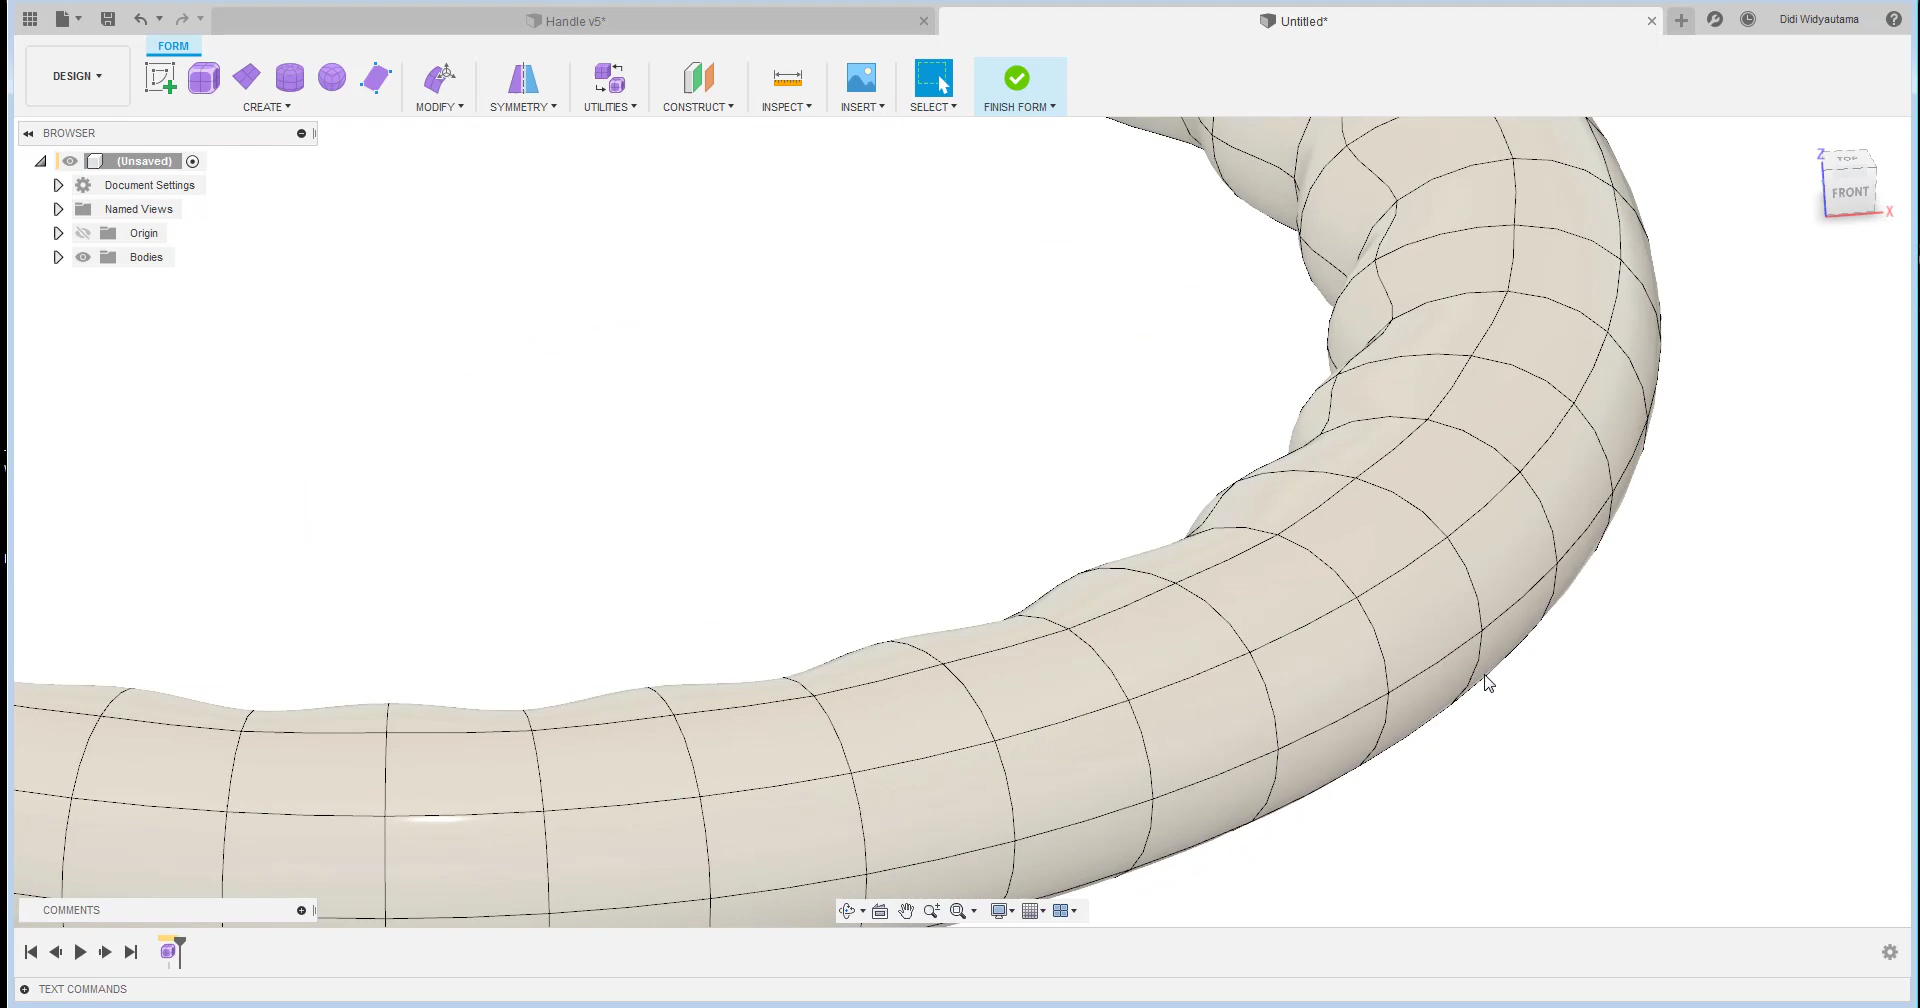 Handle v5*
Untitled*
Didi Widyautama
DESIGN
FORM
CREATE
MODIFY
SYMMETRY
UTILITIES
CONSTRUCT
INSPECT
INSERT
SELECT
FINISH FORM
BROWSER
(Unsaved)
Document Settings
Named Views
Origin
Bodies
Z
TOP
FRONT
X
COMMENTS
TEXT COMMANDS